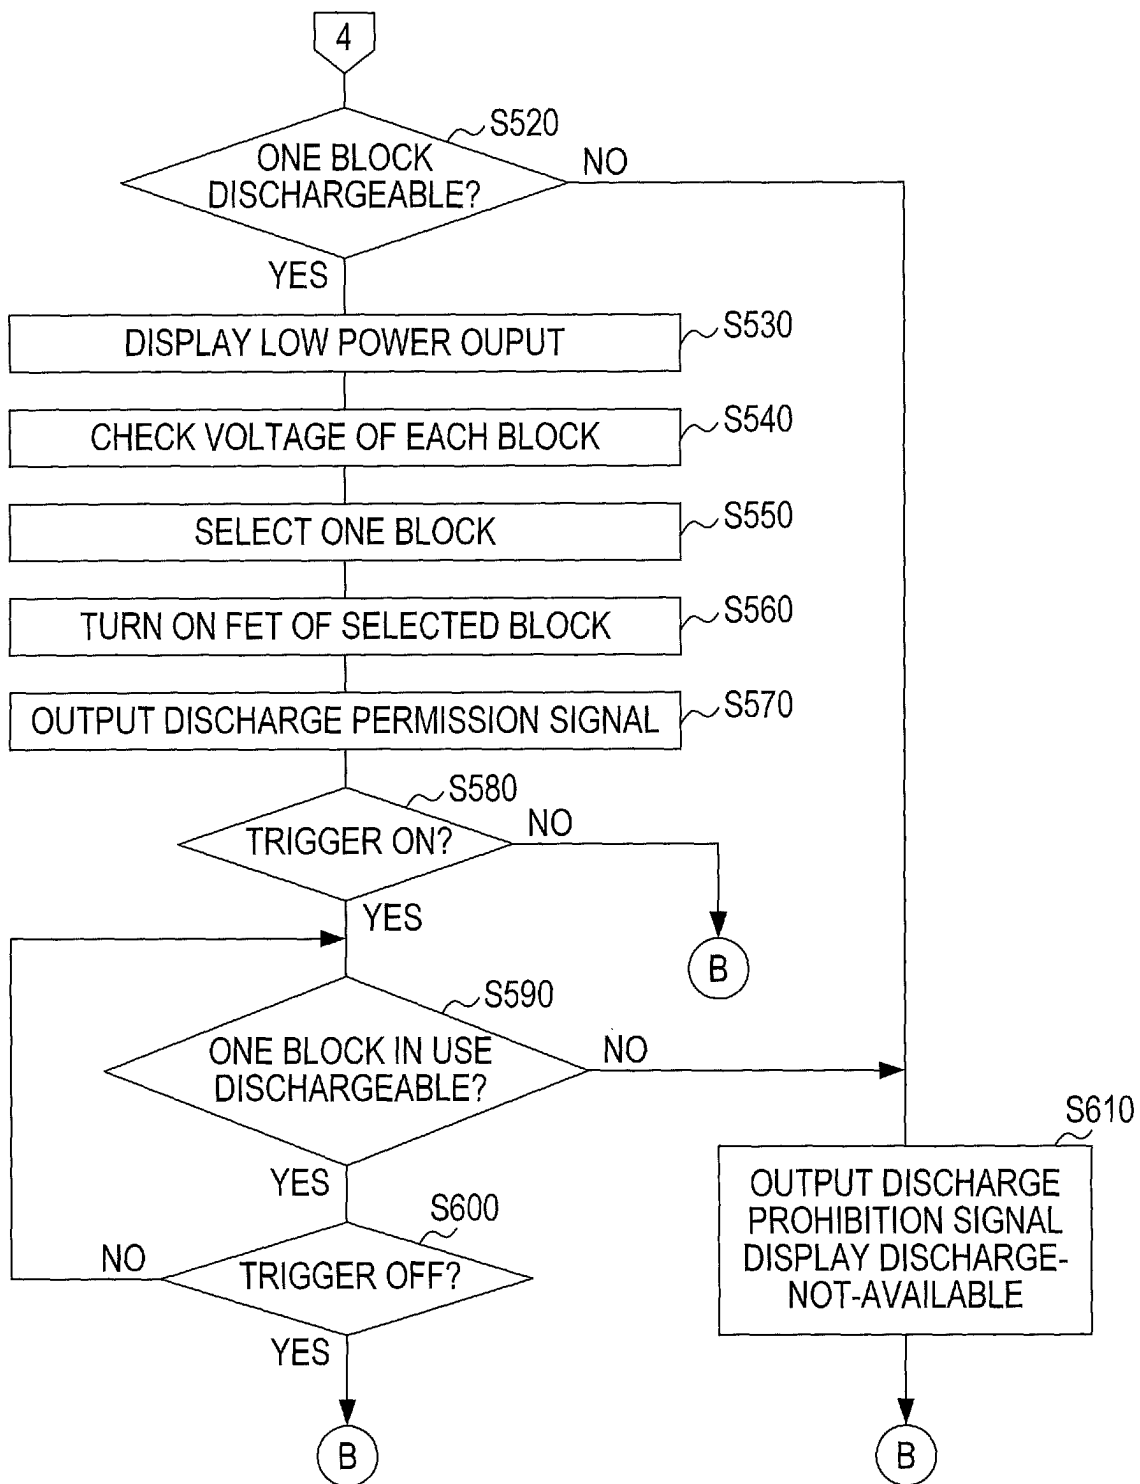 4
S520
ONE BLOCK
DISCHARGEABLE?
NO
YES
DISPLAY LOW POWER OUPUT
S530
CHECK VOLTAGE OF EACH BLOCK
S540
SELECT ONE BLOCK
S550
TURN ON FET OF SELECTED BLOCK
S560
OUTPUT DISCHARGE PERMISSION SIGNAL
S570
S580
TRIGGER ON?
NO
YES
B
S590
ONE BLOCK IN USE
DISCHARGEABLE?
NO
YES
S610
OUTPUT DISCHARGE
PROHIBITION SIGNAL
DISPLAY DISCHARGE-
NOT-AVAILABLE
S600
TRIGGER OFF?
NO
YES
B
B